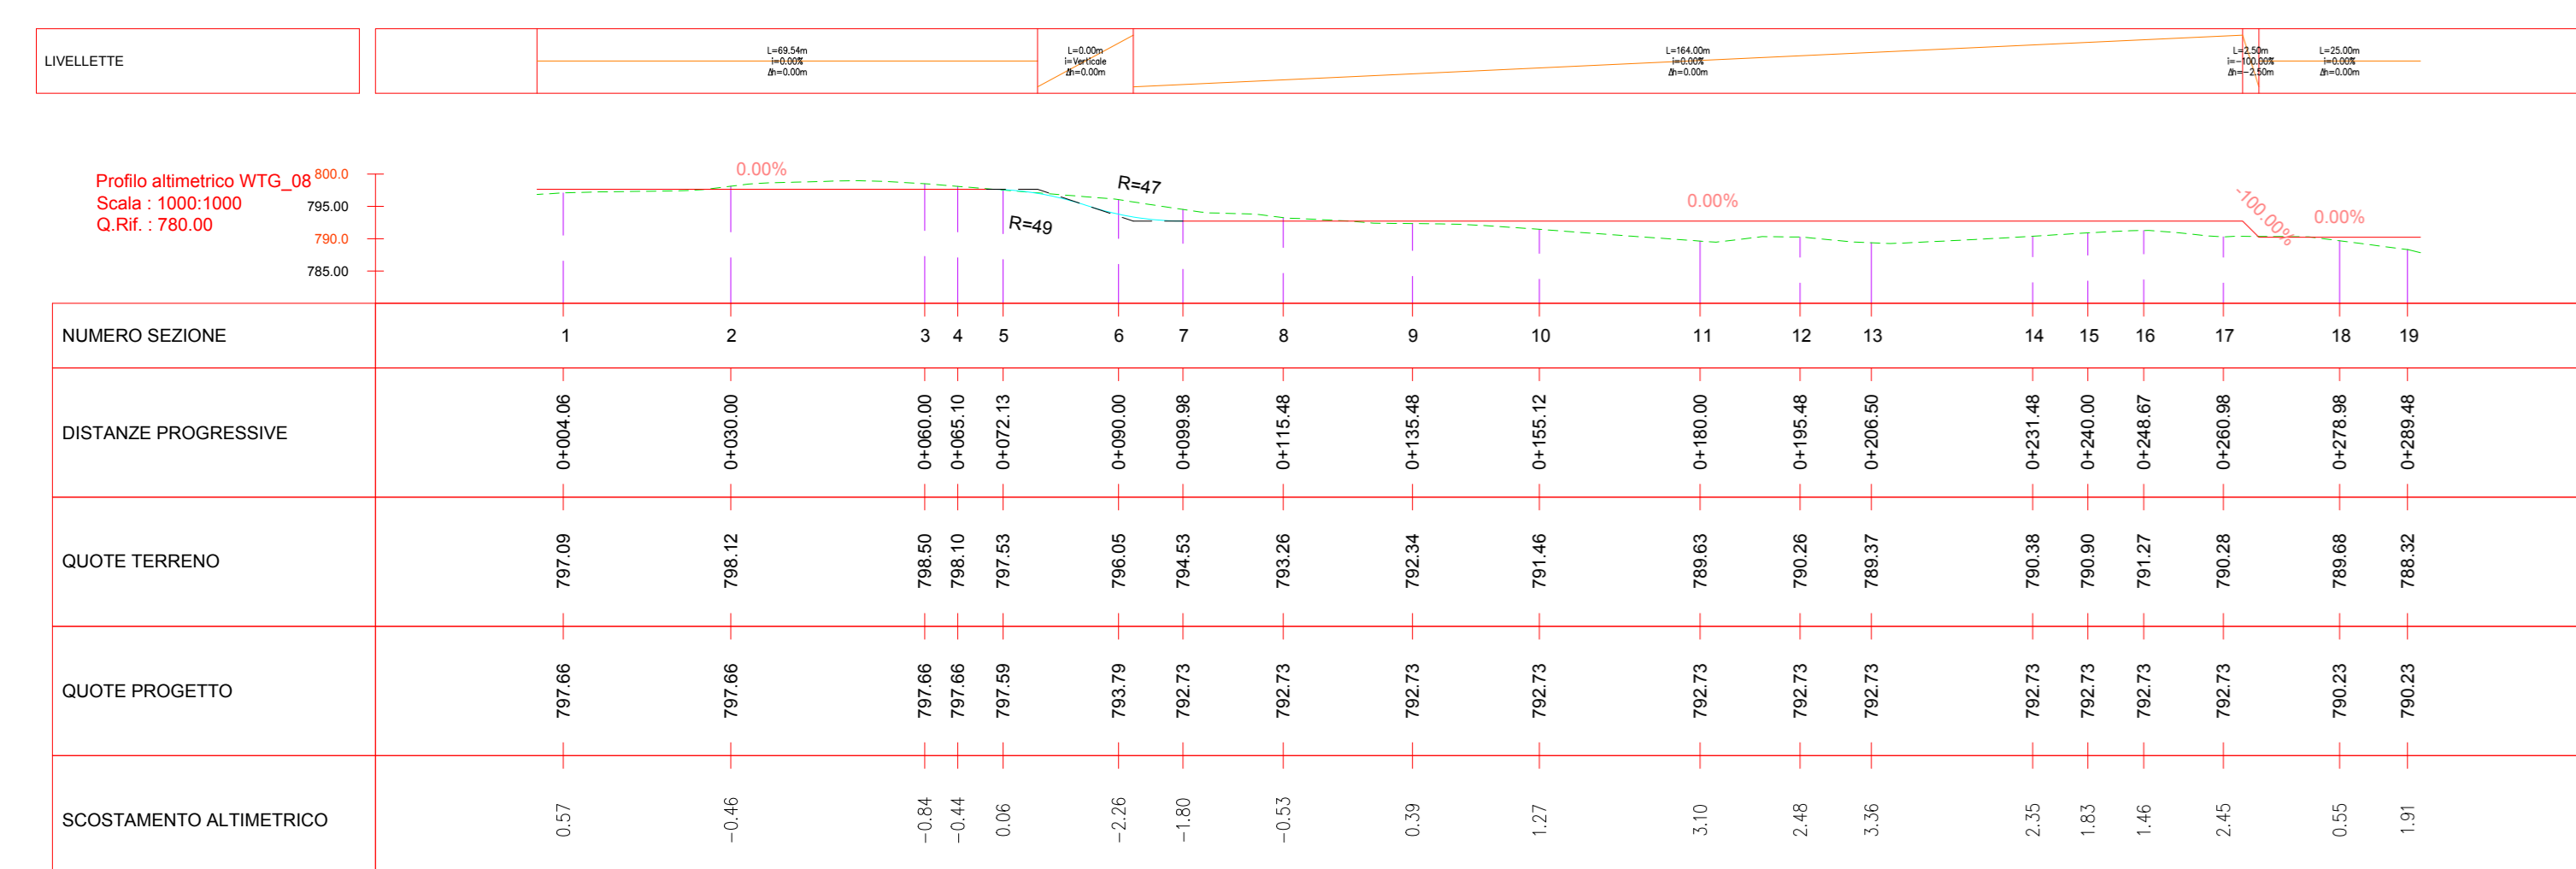 LIVELLETTE
L=69.54m
i=0.00%
Δh=0.00m
L=0.00m
i=Verticale
Δh=0.00m
L=164.00m
i=0.00%
Δh=0.00m
L=2.50m
i=-100.00%
Δh=-2.50m
L=25.00m
i=0.00%
Δh=0.00m
Profilo altimetrico WTG_08
Scala : 1000:1000
Q.Rif. : 780.00
800.0
795.00
790.0
785.00
0.00%
R=49
R=47
0.00%
-100.00%
0.00%
NUMERO SEZIONE 1 2 3 4 5 6 7 8 9 10 11 12 13 14 15 16 17 18 19
DISTANZE PROGRESSIVE 0+004.06 0+030.00 0+060.00 0+065.10 0+072.13 0+090.00 0+099.98 0+115.48 0+135.48 0+155.12 0+180.00 0+195.48 0+206.50 0+231.48 0+240.00 0+248.67 0+260.98 0+278.98 0+289.48
QUOTE TERRENO 797.09 798.12 798.50 798.10 797.53 796.05 794.53 793.26 792.34 791.46 789.63 790.26 789.37 790.38 790.90 791.27 790.28 789.68 788.32
QUOTE PROGETTO 797.66 797.66 797.66 797.66 797.59 793.79 792.73 792.73 792.73 792.73 792.73 792.73 792.73 792.73 792.73 792.73 792.73 790.23 790.23
SCOSTAMENTO ALTIMETRICO 0.57 -0.46 -0.84 -0.44 0.06 -2.26 -1.80 -0.53 0.39 1.27 3.10 2.48 3.36 2.35 1.83 1.46 2.45 0.55 1.91